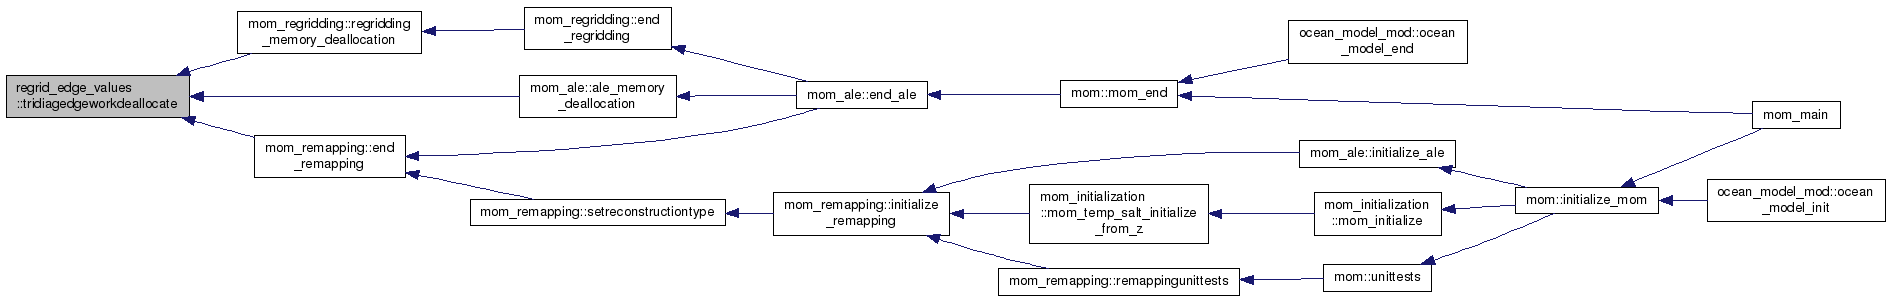 regrid_edge_values
::tridiagedgeworkdeallocate
mom_regridding::regridding
_memory_deallocation
mom_regridding::end
_regridding
mom_ale::ale_memory
_deallocation
mom_remapping::end
_remapping
mom_ale::end_ale
mom::mom_end
ocean_model_mod::ocean
_model_end
mom_main
mom_remapping::setreconstructiontype
mom_remapping::initialize
_remapping
mom_ale::initialize_ale
mom_initialization
::mom_temp_salt_initialize
_from_z
mom_initialization
::mom_initialize
mom::initialize_mom
ocean_model_mod::ocean
_model_init
mom_remapping::remappingunittests
mom::unittests